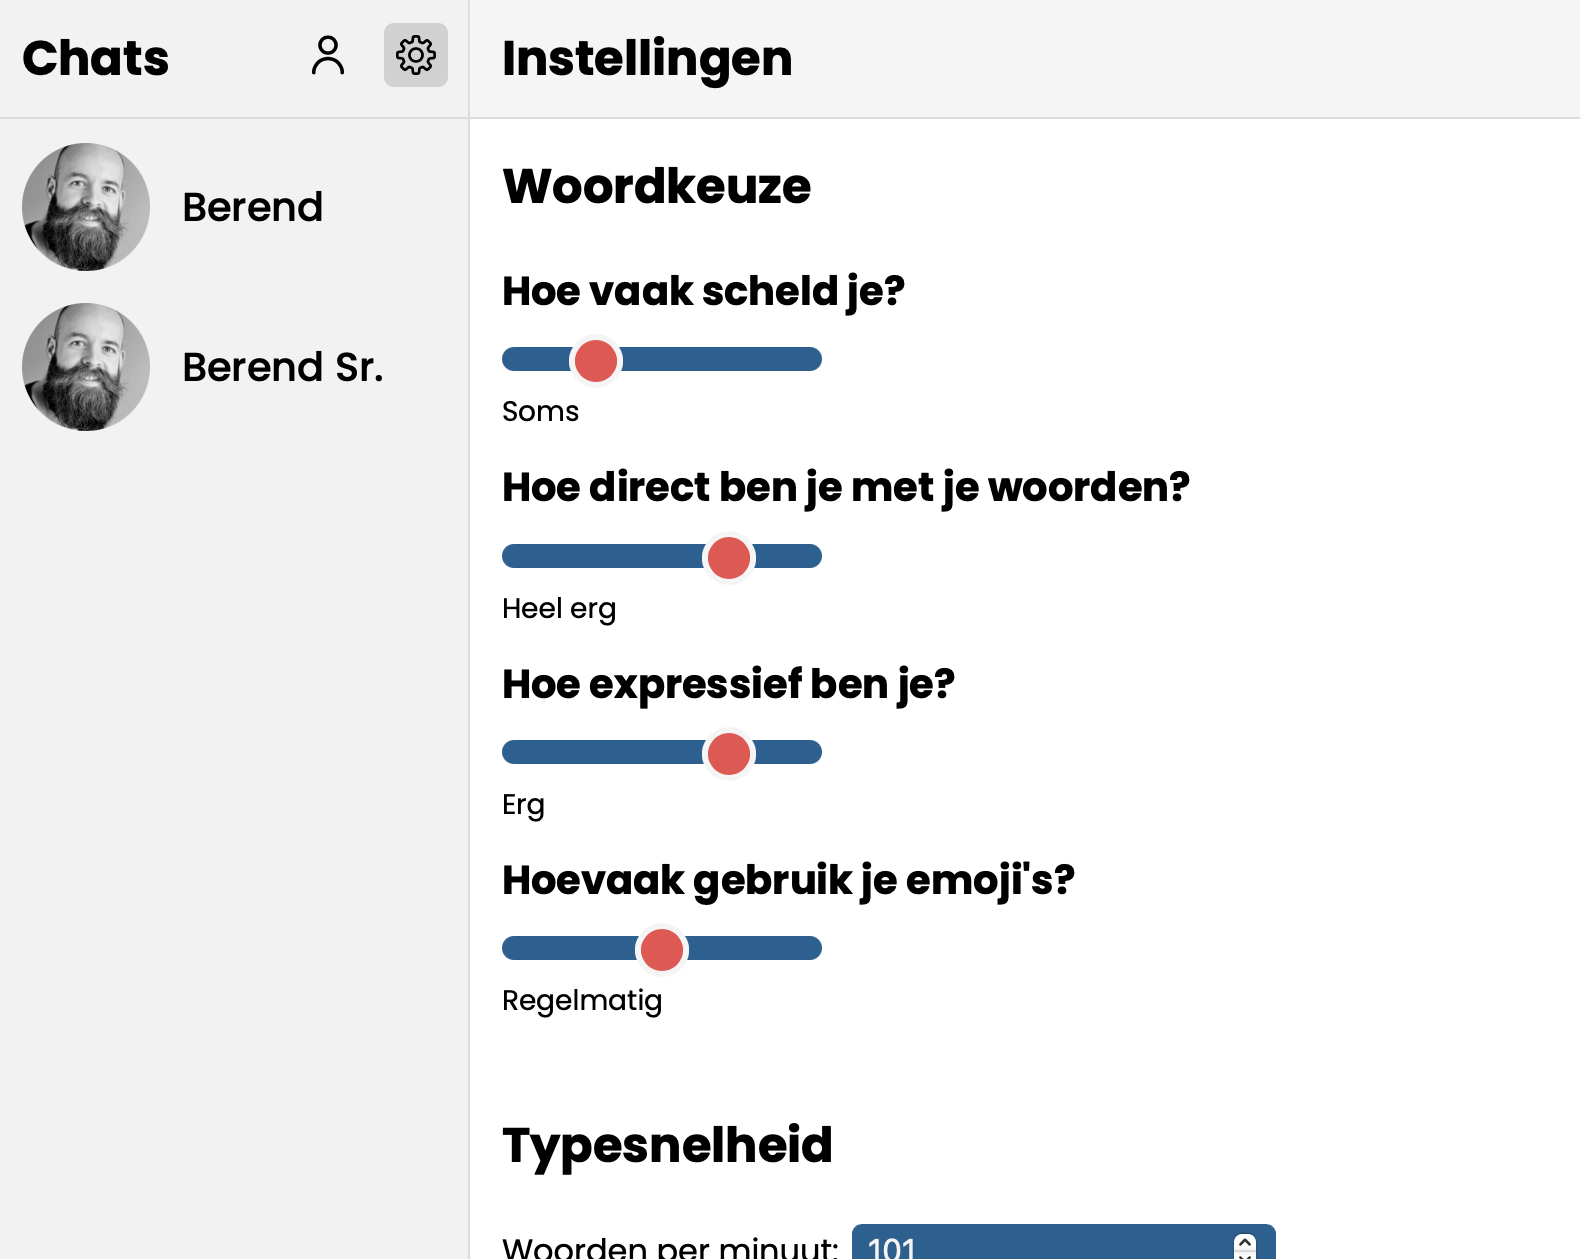 Chats
Instellingen
Berend
Berend Sr.
Woordkeuze
Hoe vaak scheld je?
Soms
Hoe direct ben je met je woorden?
Heel erg
Hoe expressief ben je?
Erg
Hoevaak gebruik je emoji's?
Regelmatig
Typesnelheid
Woorden per minuut: 101